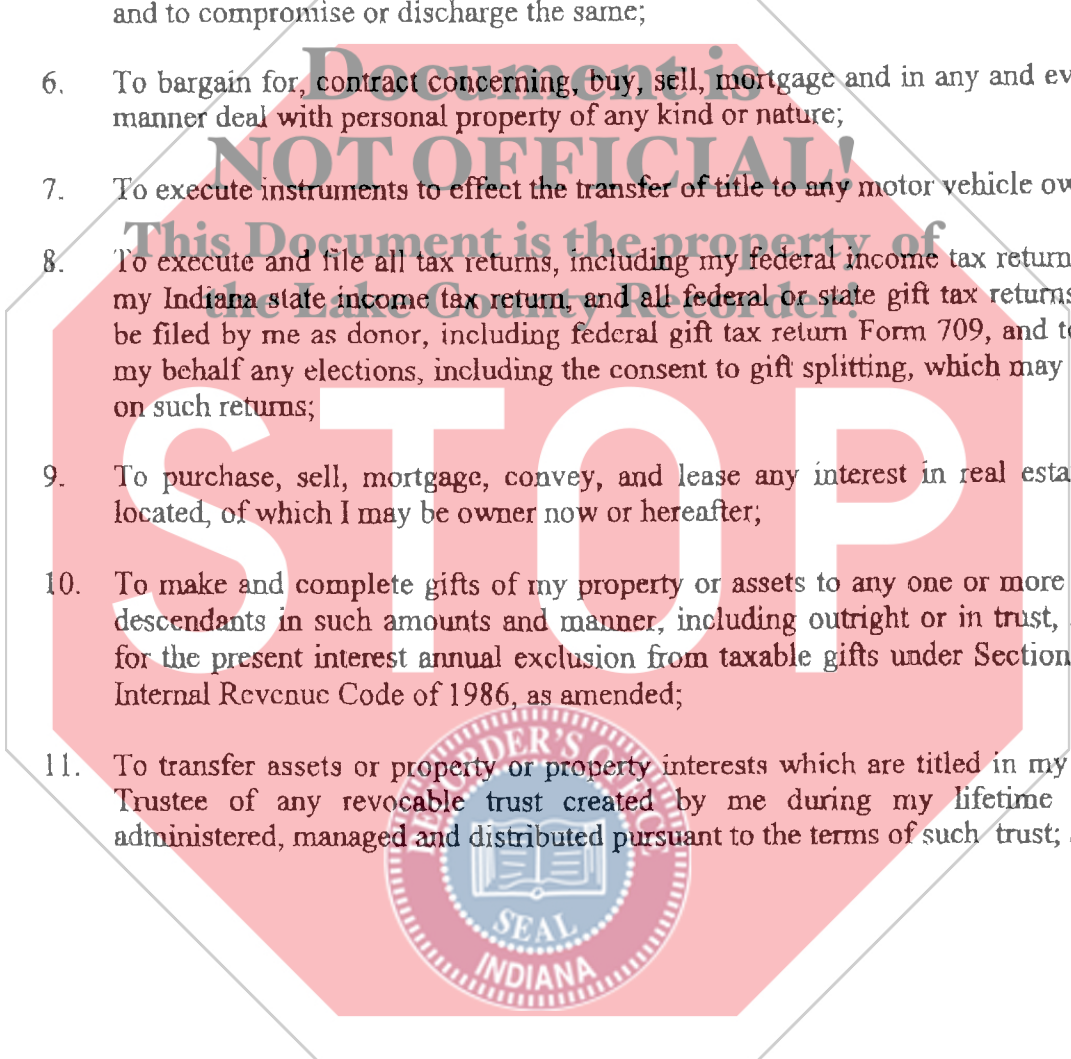 and to compromise or discharge the same;
Document is
6. To bargain for, contract concerning, buy, sell, mortgage and in any and ev
manner deal with personal property of any kind or nature;
NOT OFFICIAL!
7. To execute instruments to effect the transfer of title to any motor vehicle ow
This Document is the property of
8. To execute and file all tax returns, including my federal income tax return
the Lake County Recorder!
my Indiana state income tax return, and all federal or state gift tax returns
be filed by me as donor, including federal gift tax return Form 709, and to
my behalf any elections, including the consent to gift splitting, which may
on such returns;
STOP
9. To purchase, sell, mortgage, convey, and lease any interest in real esta
located, of which I may be owner now or hereafter;
10. To make and complete gifts of my property or assets to any one or more
descendants in such amounts and manner, including outright or in trust,
for the present interest annual exclusion from taxable gifts under Section
Internal Revenue Code of 1986, as amended;
11. To transfer assets or property or property interests which are titled in my
Trustee of any revocable trust created by me during my lifetime
administered, managed and distributed pursuant to the terms of such trust;
RECORDER'S OFFICE
SEAL
INDIANA